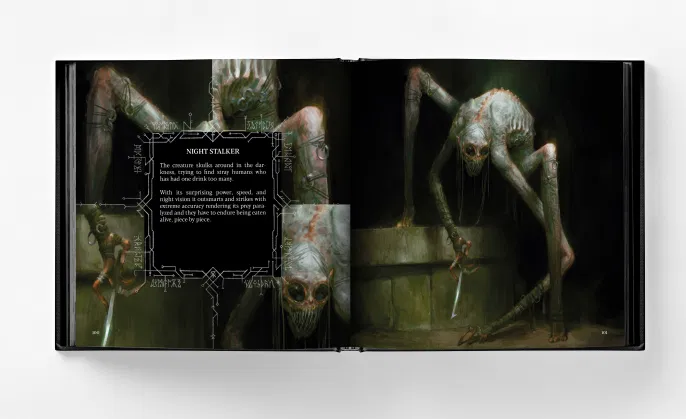 NIGHT STALKER
The creature skulks around in the dar-
kness, trying to find stray humans who
has had one drink too many.
With its surprising power, speed, and
night vision it outsmarts and strikes with
extreme accuracy rendering its prey para-
lyzed and they have to endure being eaten
alive, piece by piece.